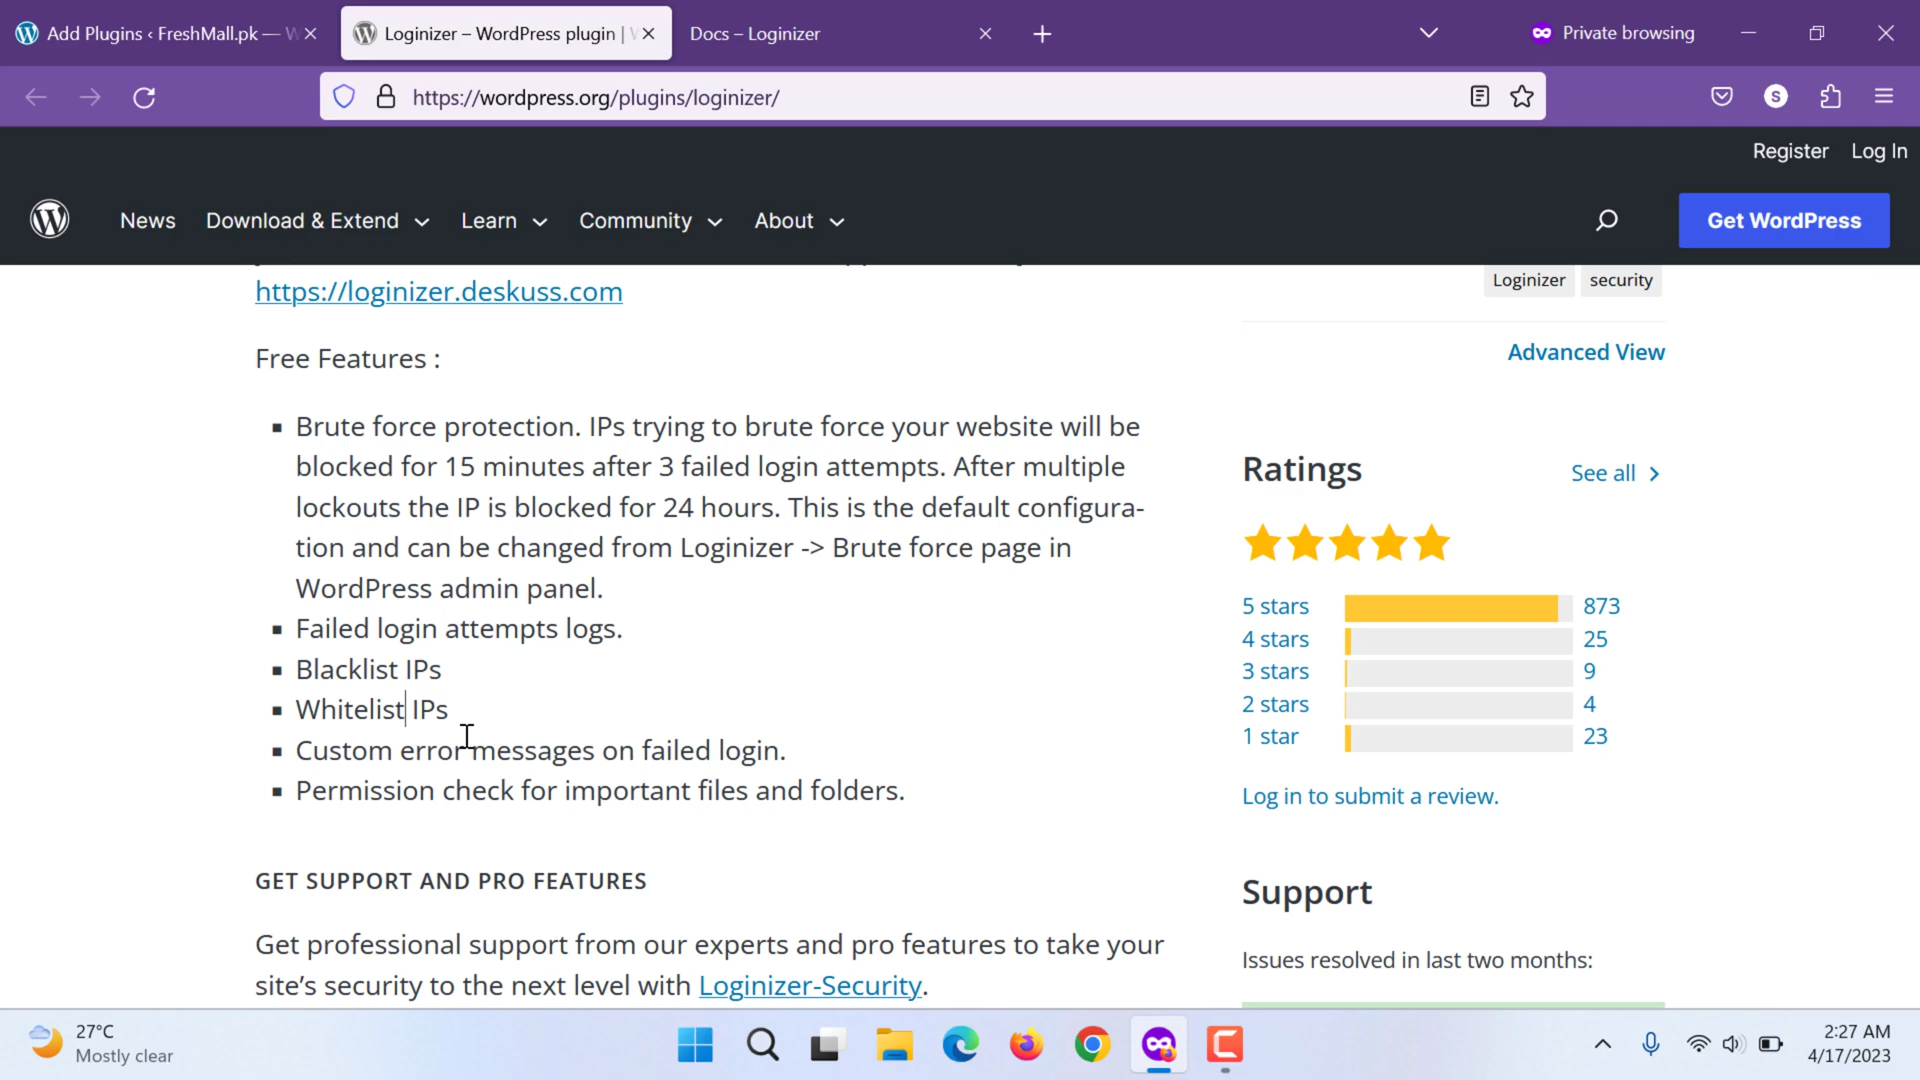 Add Plugins ‹ FreshMall.pk — W
Loginizer – WordPress plugin | W
Docs – Loginizer
Private browsing
https://wordpress.org/plugins/loginizer/
S
Register Log In
News Download & Extend Learn Community About
Get WordPress
https://loginizer.deskuss.com
Loginizer security
Free Features :
Advanced View
▪ Brute force protection. IPs trying to brute force your website will be
blocked for 15 minutes after 3 failed login attempts. After multiple
lockouts the IP is blocked for 24 hours. This is the default configura-
tion and can be changed from Loginizer -> Brute force page in
WordPress admin panel.
▪ Failed login attempts logs.
▪ Blacklist IPs
▪ Whitelist IPs
▪ Custom error messages on failed login.
▪ Permission check for important files and folders.
Ratings See all
5 stars 873
4 stars 25
3 stars 9
2 stars 4
1 star 23
Log in to submit a review.
GET SUPPORT AND PRO FEATURES
Support
Get professional support from our experts and pro features to take your
site's security to the next level with Loginizer-Security.
Issues resolved in last two months:
27°C
Mostly clear
2:27 AM
4/17/2023